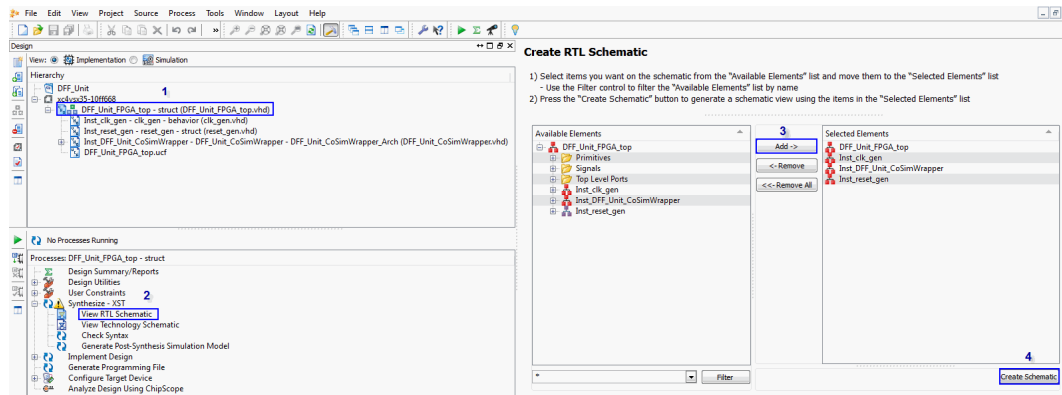 File Edit View Project Source Process Tools Window Layout Help
»
Design
View: Implementation Simulation
Hierarchy
DFF_Unit
1
xc4vsx35-10ff668
DFF_Unit_FPGA_top - struct (DFF_Unit_FPGA_top.vhd)
Inst_clk_gen - clk_gen - behavior (clk_gen.vhd)
Inst_reset_gen - reset_gen - struct (reset_gen.vhd)
Inst_DFF_Unit_CoSimWrapper - DFF_Unit_CoSimWrapper - DFF_Unit_CoSimWrapper_Arch (DFF_Unit_CoSimWrapper.vhd)
DFF_Unit_FPGA_top.ucf
No Processes Running
Processes: DFF_Unit_FPGA_top - struct
Design Summary/Reports
Design Utilities
User Constraints
2
Synthesize - XST
View RTL Schematic
View Technology Schematic
Check Syntax
Generate Post-Synthesis Simulation Model
Implement Design
Generate Programming File
Configure Target Device
Analyze Design Using ChipScope
Create RTL Schematic
1) Select items you want on the schematic from the "Available Elements" list and move them to the "Selected Elements" list
- Use the Filter control to filter the "Available Elements" list by name
2) Press the "Create Schematic" button to generate a schematic view using the items in the "Selected Elements" list
Available Elements
DFF_Unit_FPGA_top
Primitives
Signals
Top Level Ports
Inst_clk_gen
Inst_DFF_Unit_CoSimWrapper
Inst_reset_gen
*
Filter
3
Add ->
<- Remove
<<- Remove All
Selected Elements
DFF_Unit_FPGA_top
Inst_clk_gen
Inst_DFF_Unit_CoSimWrapper
Inst_reset_gen
4
Create Schematic